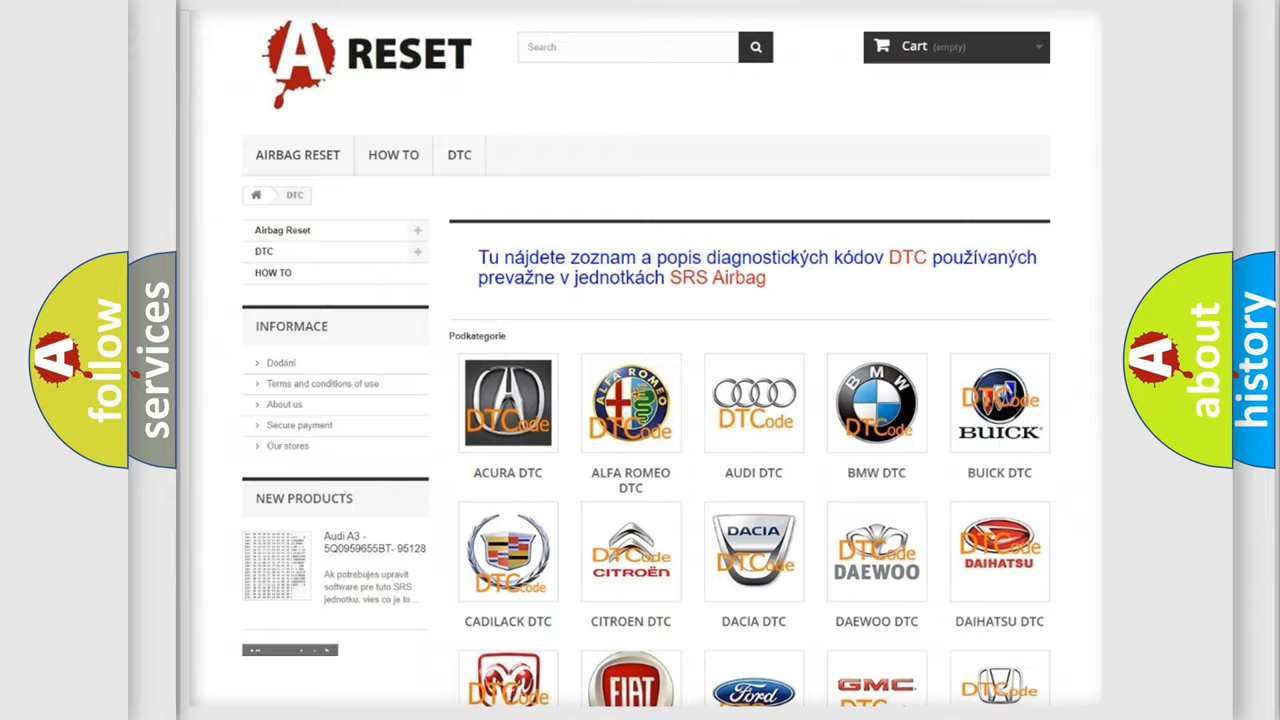 A RESET
Search
Cart (empty)
AIRBAG RESET
HOW TO
DTC
DTC
Airbag Reset
DTC
HOW TO
INFORMACE
Dodání
Terms and conditions of use
About us
Secure payment
Our stores
NEW PRODUCTS
Audi A3 -
5Q0959655BT- 95128
Ak potrebujes upravit
software pre tuto SRS
jednotku, vies co je to...
Tu nájdete zoznam a popis diagnostických kódov DTC používaných
prevažne v jednotkách SRS Airbag
Podkategorie
DTCode
ALFA ROMEO
DTCode
DTCode
BMW
DTCode
DTCode
BUICK
ACURA DTC
ALFA ROMEO
DTC
AUDI DTC
BMW DTC
BUICK DTC
DTCode
DTCode
CITROËN
DACIA
DTCode
DTCode
DAEWOO
DTCode
DAIHATSU
CADILACK DTC
CITROEN DTC
DACIA DTC
DAEWOO DTC
DAIHATSU DTC
DTCode
FIAT
Ford
GMC
DTCode
A follow
services
A about
history